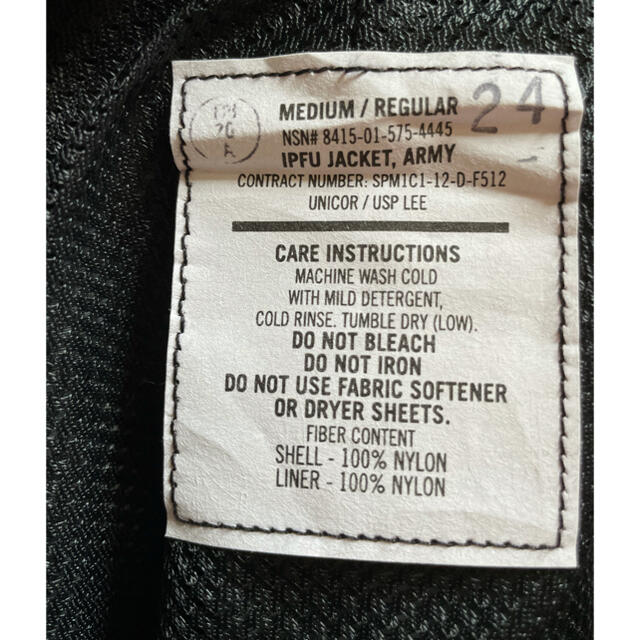 MEDIUM / REGULAR 24
NSN# 8415-01-575-4445
IPFU JACKET, ARMY
CONTRACT NUMBER: SPM1C1-12-D-F512
UNICOR / USP LEE
CARE INSTRUCTIONS
MACHINE WASH COLD
WITH MILD DETERGENT,
COLD RINSE. TUMBLE DRY (LOW).
DO NOT BLEACH
DO NOT IRON
DO NOT USE FABRIC SOFTENER
OR DRYER SHEETS.
FIBER CONTENT
SHELL - 100% NYLON
LINER - 100% NYLON